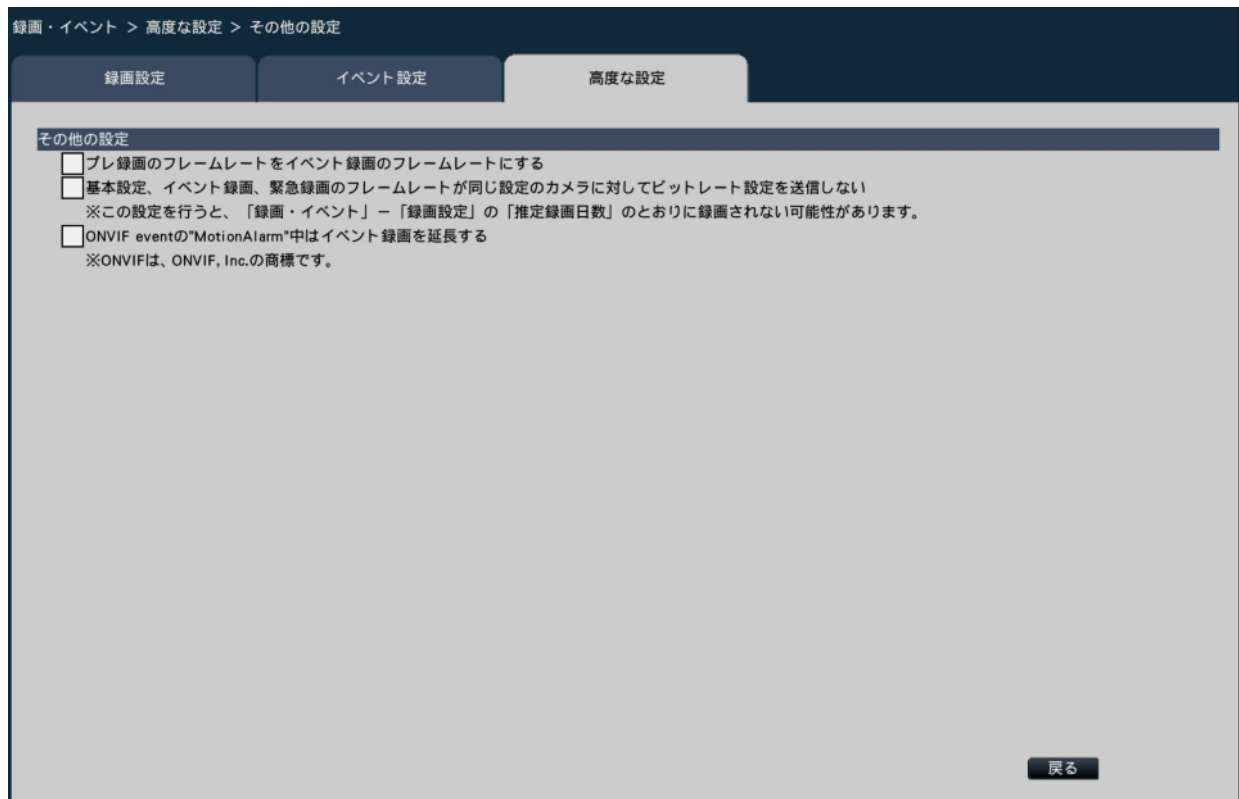 録画・イベント > 高度な設定 > その他の設定
録画設定 イベント設定 高度な設定
その他の設定
プレ録画のフレームレートをイベント録画のフレームレートにする
基本設定、イベント録画、緊急録画のフレームレートが同じ設定のカメラに対してビットレート設定を送信しない
※この設定を行うと、「録画・イベント」－「録画設定」の「推定録画日数」のとおりに録画されない可能性があります。
ONVIF eventの"MotionAlarm"中はイベント録画を延長する
※ONVIFは、ONVIF, Inc.の商標です。
戻る